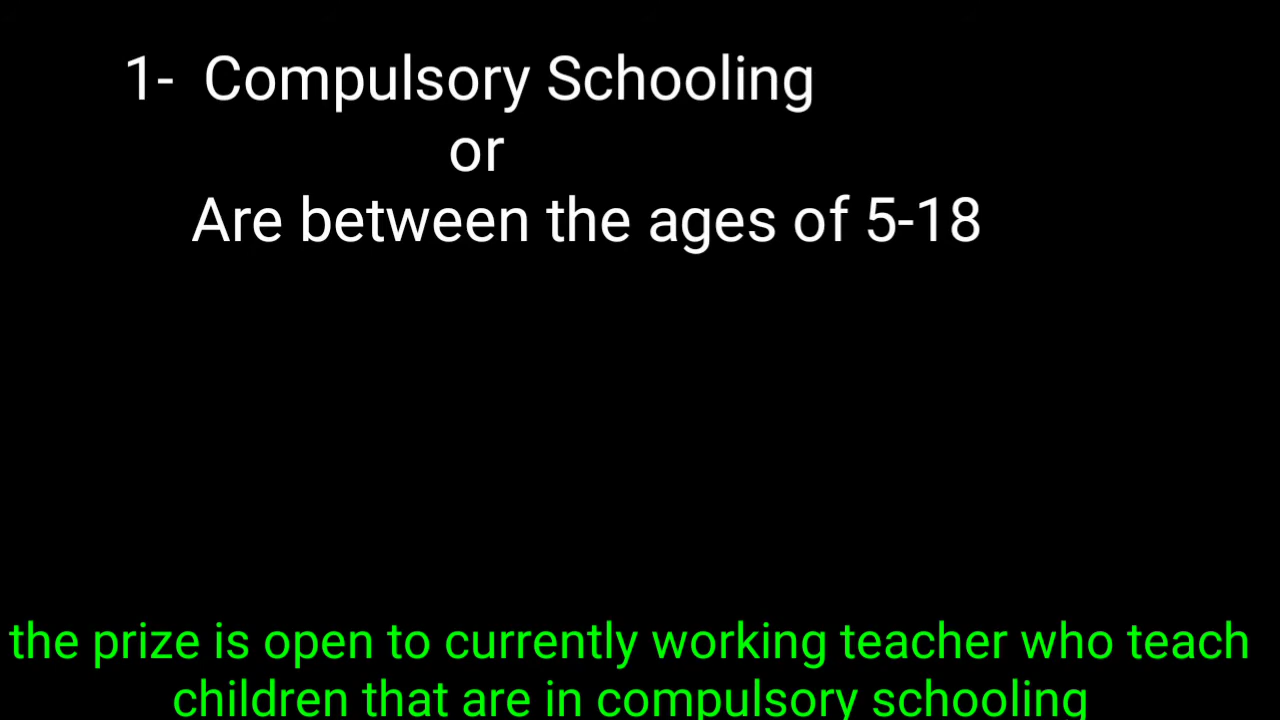 1- Compulsory Schooling
or
Are between the ages of 5-18
the prize is open to currently working teacher who teach
children that are in compulsory schooling